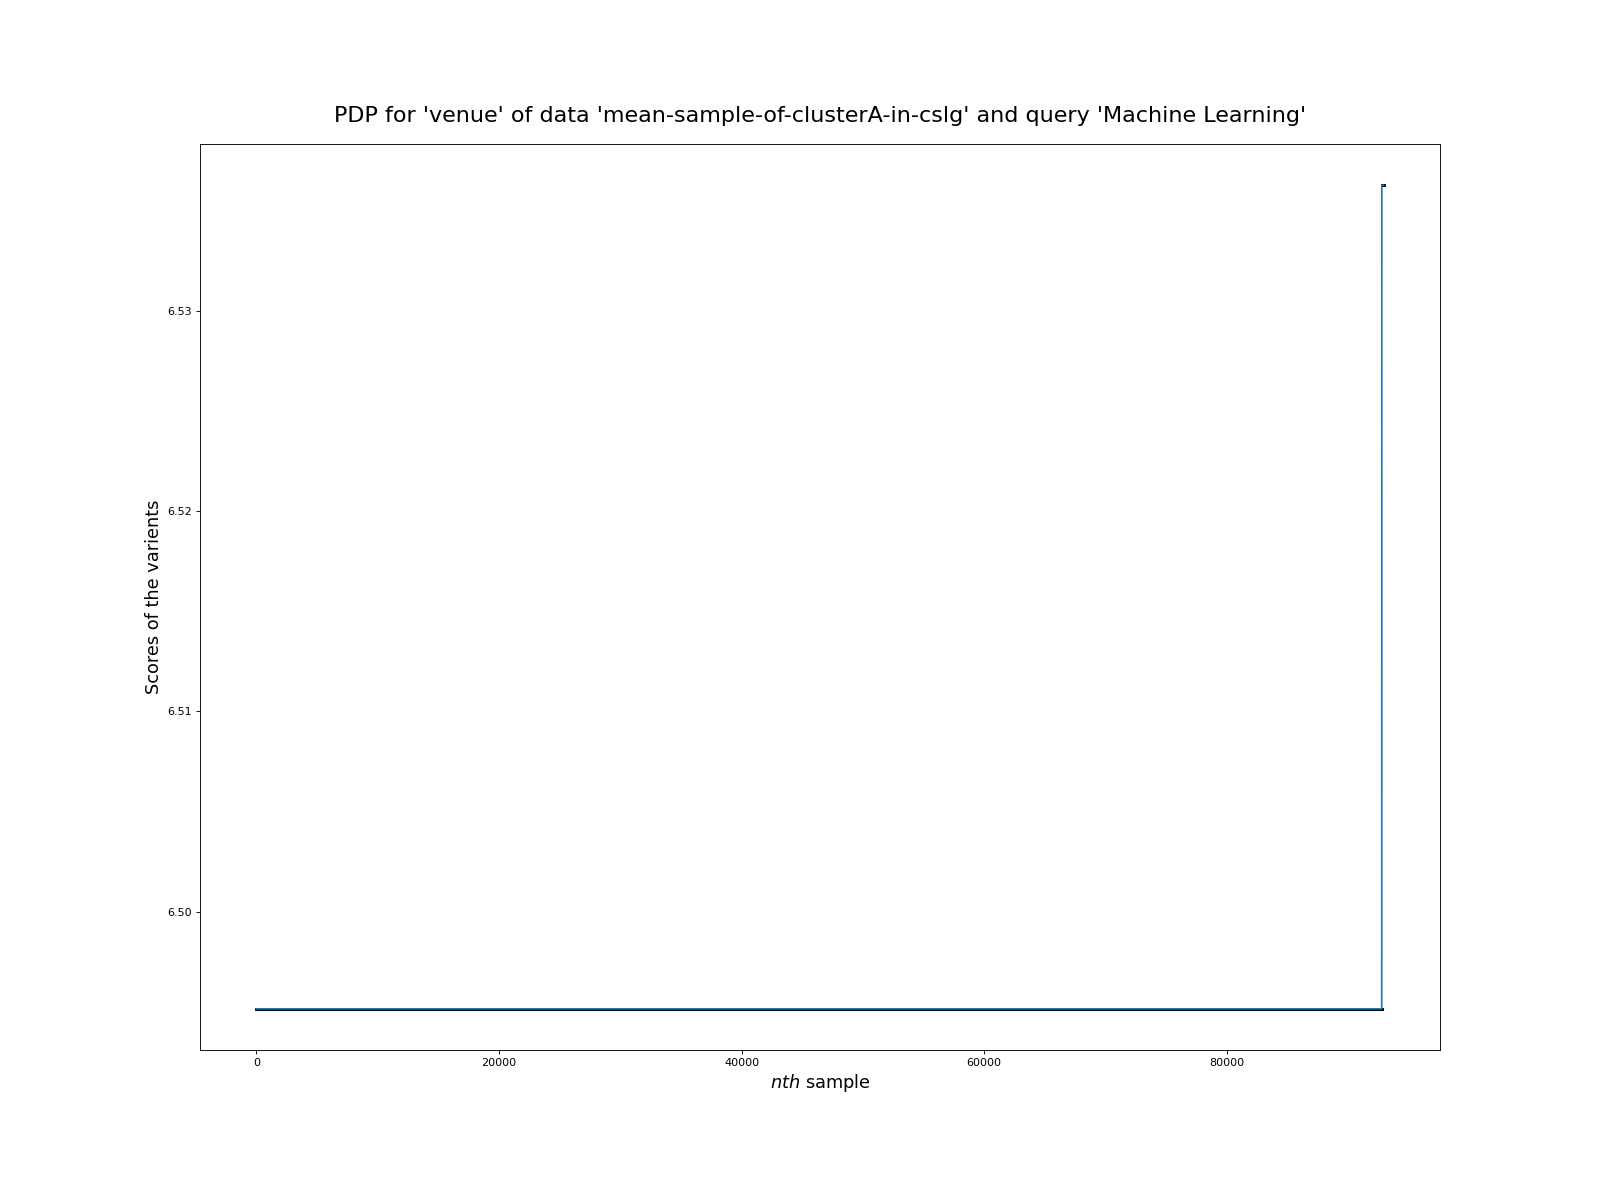 PDP for 'venue' of data 'mean-sample-of-clusterA-in-cslg' and query 'Machine Learning'
6.53
6.52
6.51
6.50
Scores of the varients
0 20000 40000 60000 80000
nth sample